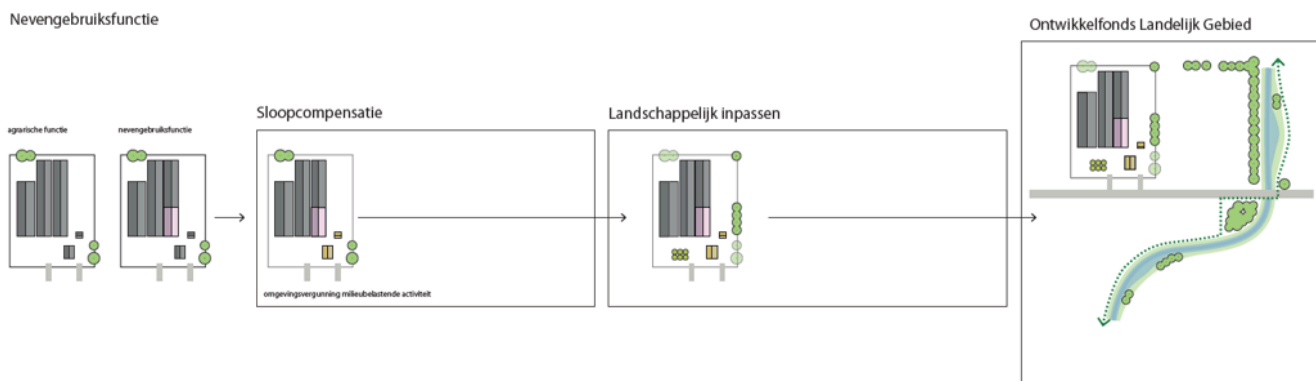 Nevengebruiksfunctie
Ontwikkelfonds Landelijk Gebied
Sloopcompensatie
Landschappelijk inpassen
agrarische functie
nevengebruiksfunctie
omgevingsvergunning milieubelastende activiteit